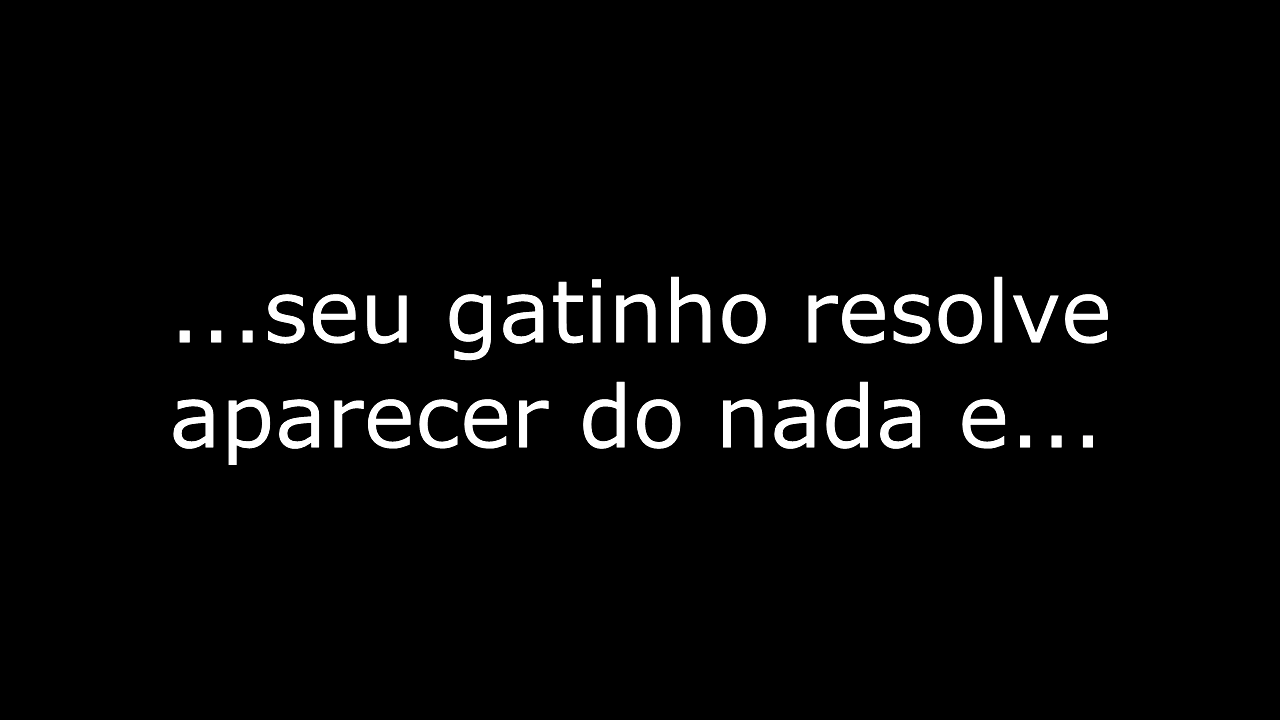 ...seu gatinho resolve
aparecer do nada e...